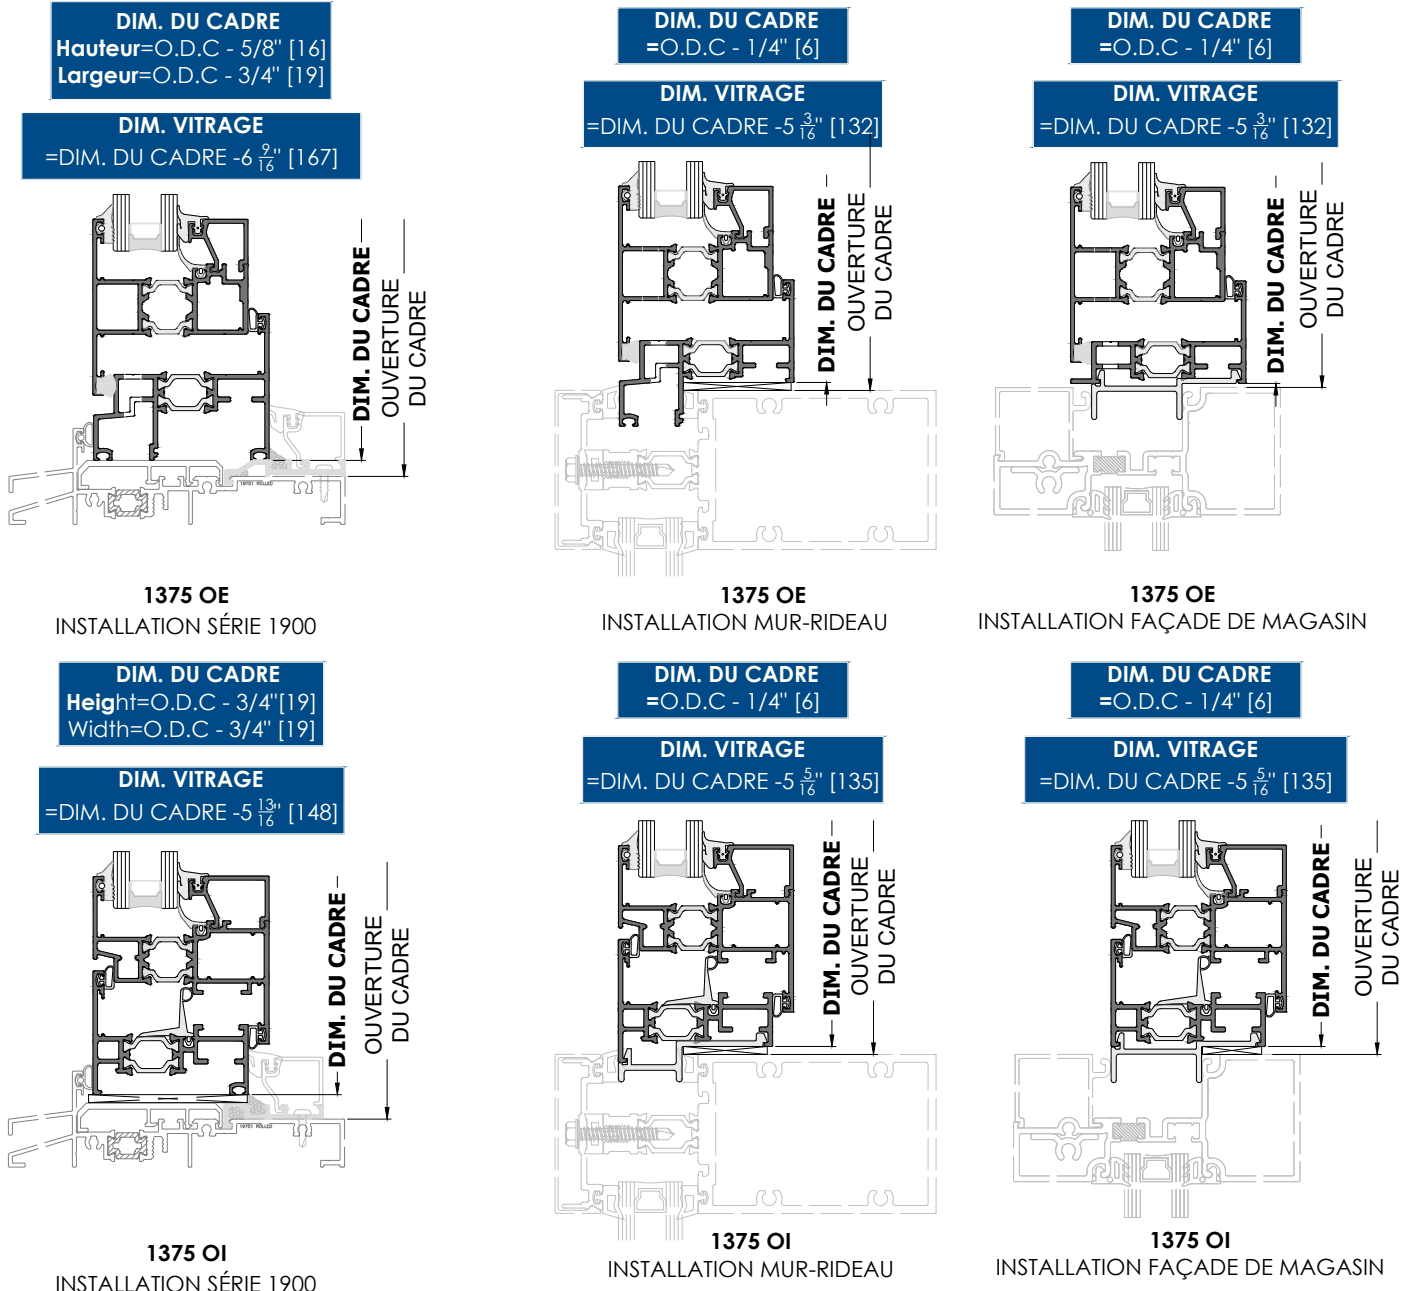 DIM. DU CADRE
Hauteur=O.D.C - 5/8" [16]
Largeur=O.D.C - 3/4" [19]
DIM. VITRAGE
=DIM. DU CADRE -6 9/16" [167]
DIM. DU CADRE
OUVERTURE
DU CADRE
19701 ROLLED
1375 OE
INSTALLATION SÉRIE 1900
DIM. DU CADRE
=O.D.C - 1/4" [6]
DIM. VITRAGE
=DIM. DU CADRE -5 3/16" [132]
DIM. DU CADRE
OUVERTURE
DU CADRE
1375 OE
INSTALLATION MUR-RIDEAU
DIM. DU CADRE
=O.D.C - 1/4" [6]
DIM. VITRAGE
=DIM. DU CADRE -5 3/16" [132]
DIM. DU CADRE
OUVERTURE
DU CADRE
1375 OE
INSTALLATION FAÇADE DE MAGASIN
DIM. DU CADRE
Height=O.D.C - 3/4"[19]
Width=O.D.C - 3/4" [19]
DIM. VITRAGE
=DIM. DU CADRE -5 13/16" [148]
DIM. DU CADRE
OUVERTURE
DU CADRE
19701 ROLLED
1375 OI
INSTALLATION SÉRIE 1900
DIM. DU CADRE
=O.D.C - 1/4" [6]
DIM. VITRAGE
=DIM. DU CADRE -5 5/16" [135]
DIM. DU CADRE
OUVERTURE
DU CADRE
1375 OI
INSTALLATION MUR-RIDEAU
DIM. DU CADRE
=O.D.C - 1/4" [6]
DIM. VITRAGE
=DIM. DU CADRE -5 5/16" [135]
DIM. DU CADRE
OUVERTURE
DU CADRE
1375 OI
INSTALLATION FAÇADE DE MAGASIN